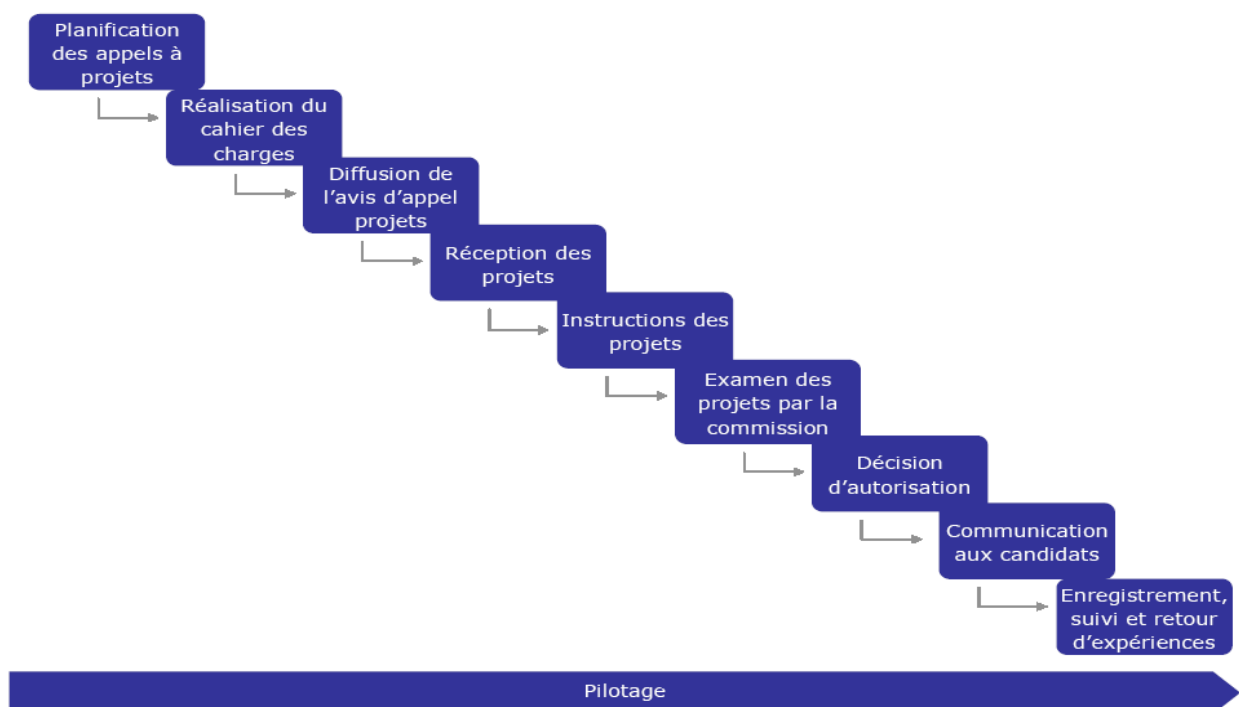 Planification
des appels à
projets
Réalisation du
cahier des
charges
Diffusion de
l’avis d’appel
projets
Réception des
projets
Instructions des
projets
Examen des
projets par la
commission
Décision
d’autorisation
Communication
aux candidats
Enregistrement,
suivi et retour
d’expériences
Pilotage